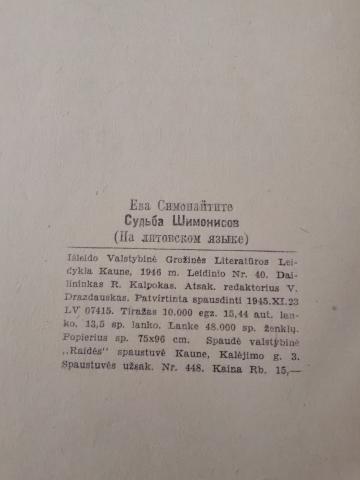 Ева Симонайтите
Судьба Шимонисов
(На литовском языке)
Išleido Valstybinė Grožinės Literatūros Lei-
dykla Kaune, 1946 m. Leidinio Nr. 40. Dai-
lininkas R. Kalpokas. Atsak. redaktorius V.
Drazdauskas. Patvirtinta spausdinti 1945.XI.23
LV 07415. Tiražas 10.000 egz. 15,44 aut. lan-
ko. 13,5 sp. lanko. Lanke 48.000 sp. ženklų.
Popierius sp. 75x96 cm. Spaudė valstybinė
„Raidės" spaustuvė Kaune, Kalėjimo g. 3.
Spaustuvės užsak. Nr. 448. Kaina Rb. 15,—